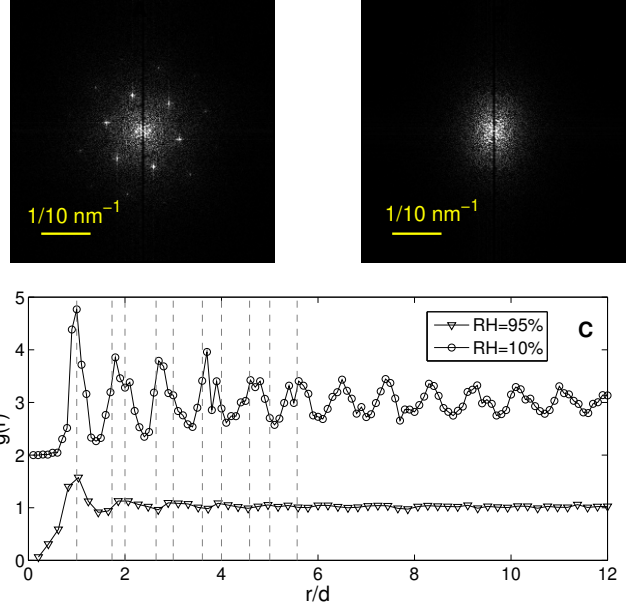 1/10 nm⁻¹
1/10 nm⁻¹
5
4
3
2
1
0
g(r)
RH=95%
RH=10%
C
0 2 4 6 8 10 12
r/d